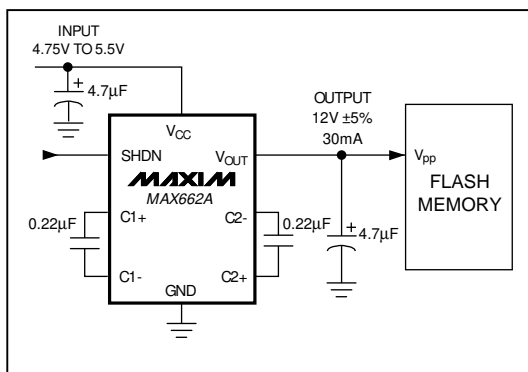 INPUT
4.75V TO 5.5V
4.7µF
VCC
SHDN
VOUT
MAXIM
MAX662A
C1+
C1-
0.22µF
C2-
C2+
0.22µF
GND
OUTPUT
12V ±5%
30mA
4.7µF
Vpp
FLASH
MEMORY